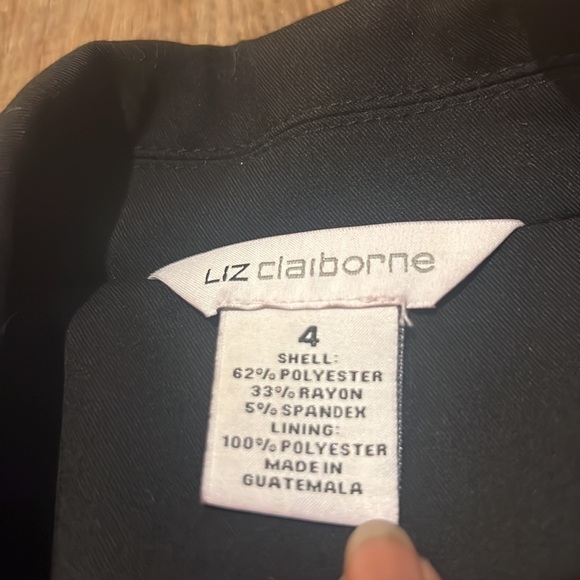 LIZ claiborne
4
SHELL:
62% POLYESTER
33% RAYON
5% SPANDEX
LINING:
100% POLYESTER
MADE IN
GUATEMALA